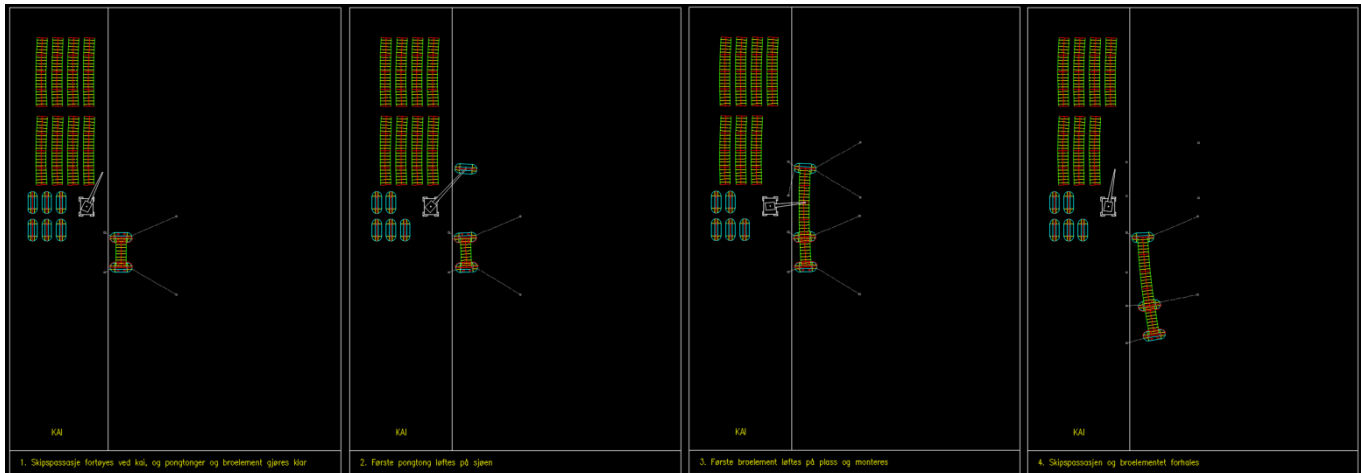 KAI
1. Skipspassasje fortøyes ved kai, og pongtonger og broelement gjøres klar
KAI
2. Første pongtong løftes på sjøen
KAI
3. Første broelement løftes på plass og monteres
KAI
4. Skipspassasjen og broelementet forhales